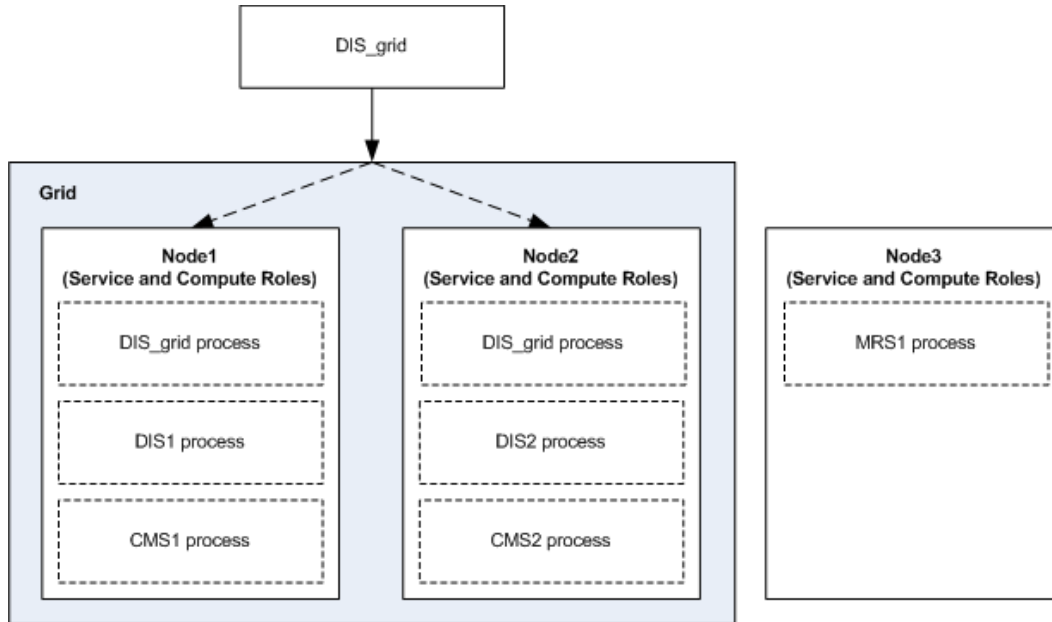 DIS_grid
Grid
Node1
(Service and Compute Roles)
DIS_grid process
DIS1 process
CMS1 process
Node2
(Service and Compute Roles)
DIS_grid process
DIS2 process
CMS2 process
Node3
(Service and Compute Roles)
MRS1 process